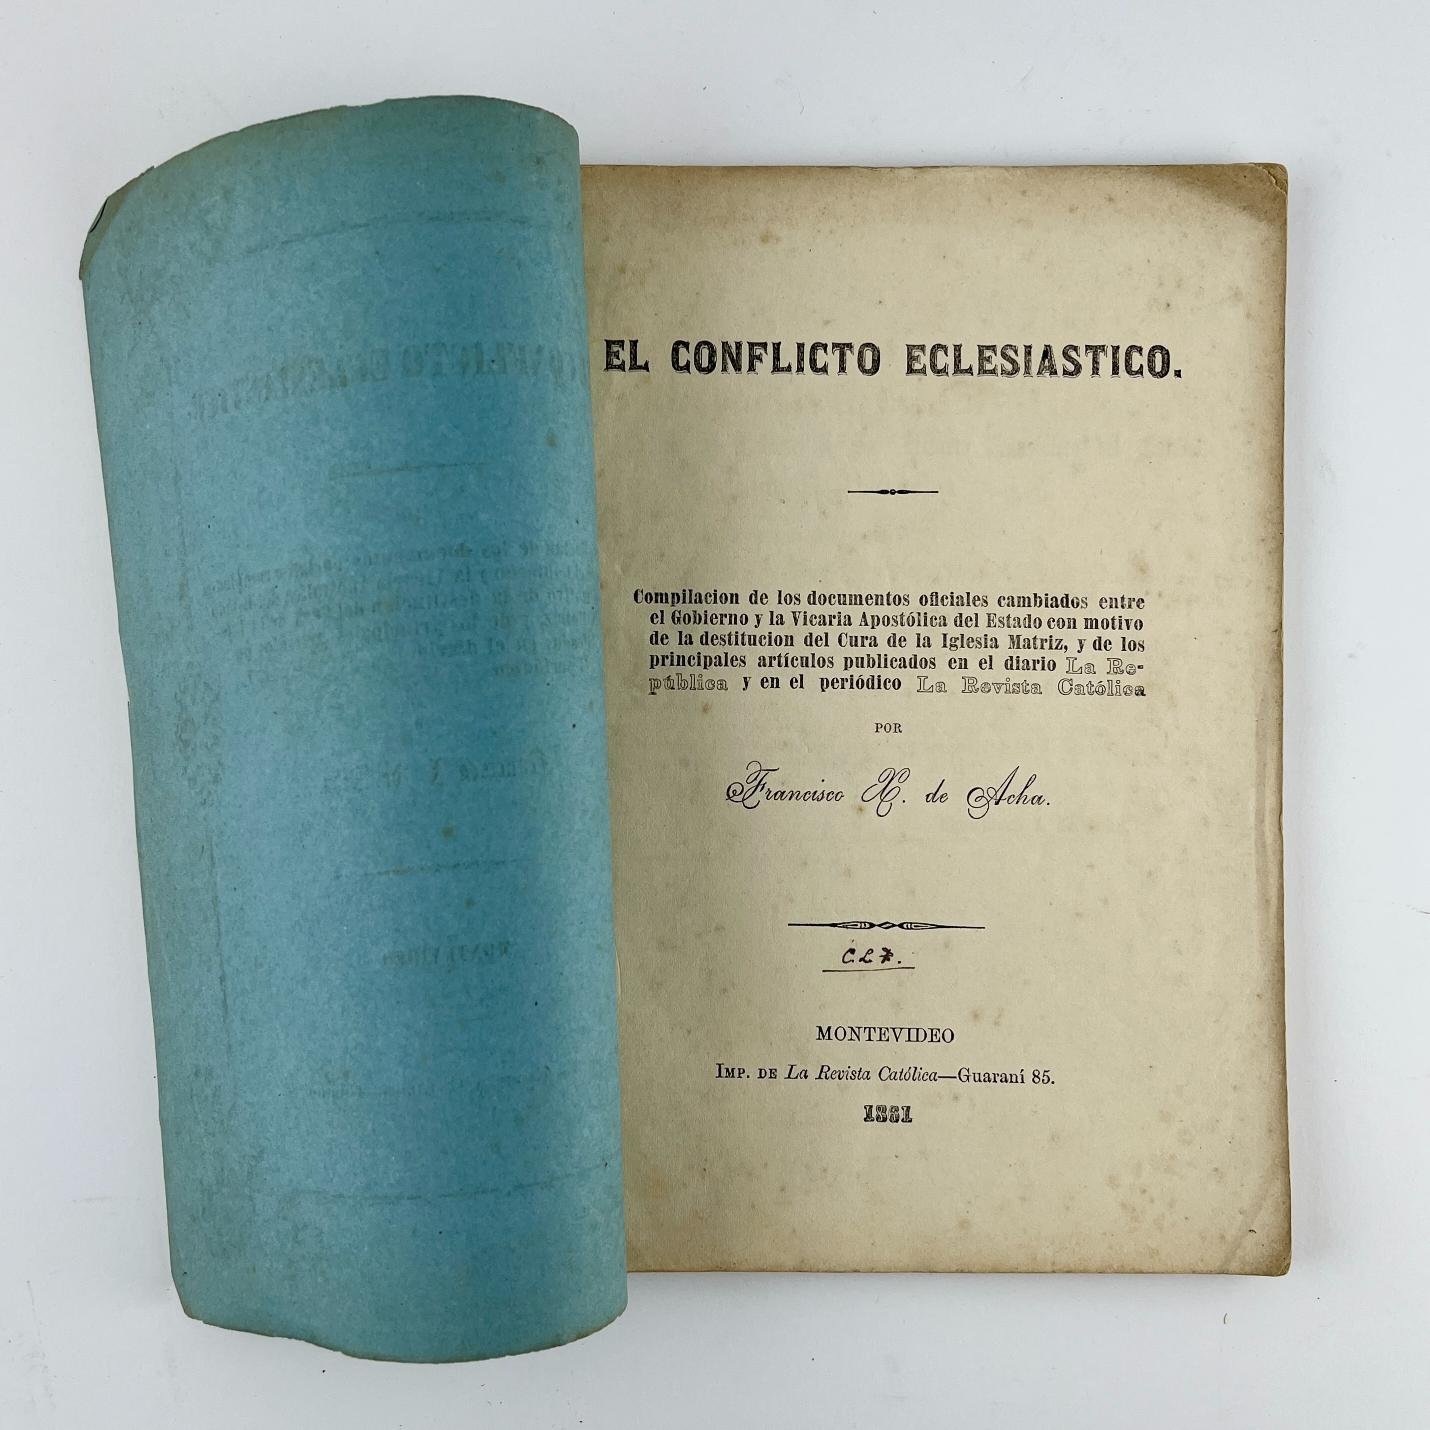 EL CONFLICTO ECLESIASTICO.
Compilacion de los documentos oficiales cambiados entre
el Gobierno y la Vicaria Apostólica del Estado con motivo
de la destitucion del Cura de la Iglesia Matriz, y de los
principales artículos publicados en el diario La Re-
pública y en el periódico La Revista Católica
POR
Francisco X. de Acha.
MONTEVIDEO
IMP. DE La Revista Católica—Guaraní 85.
1861